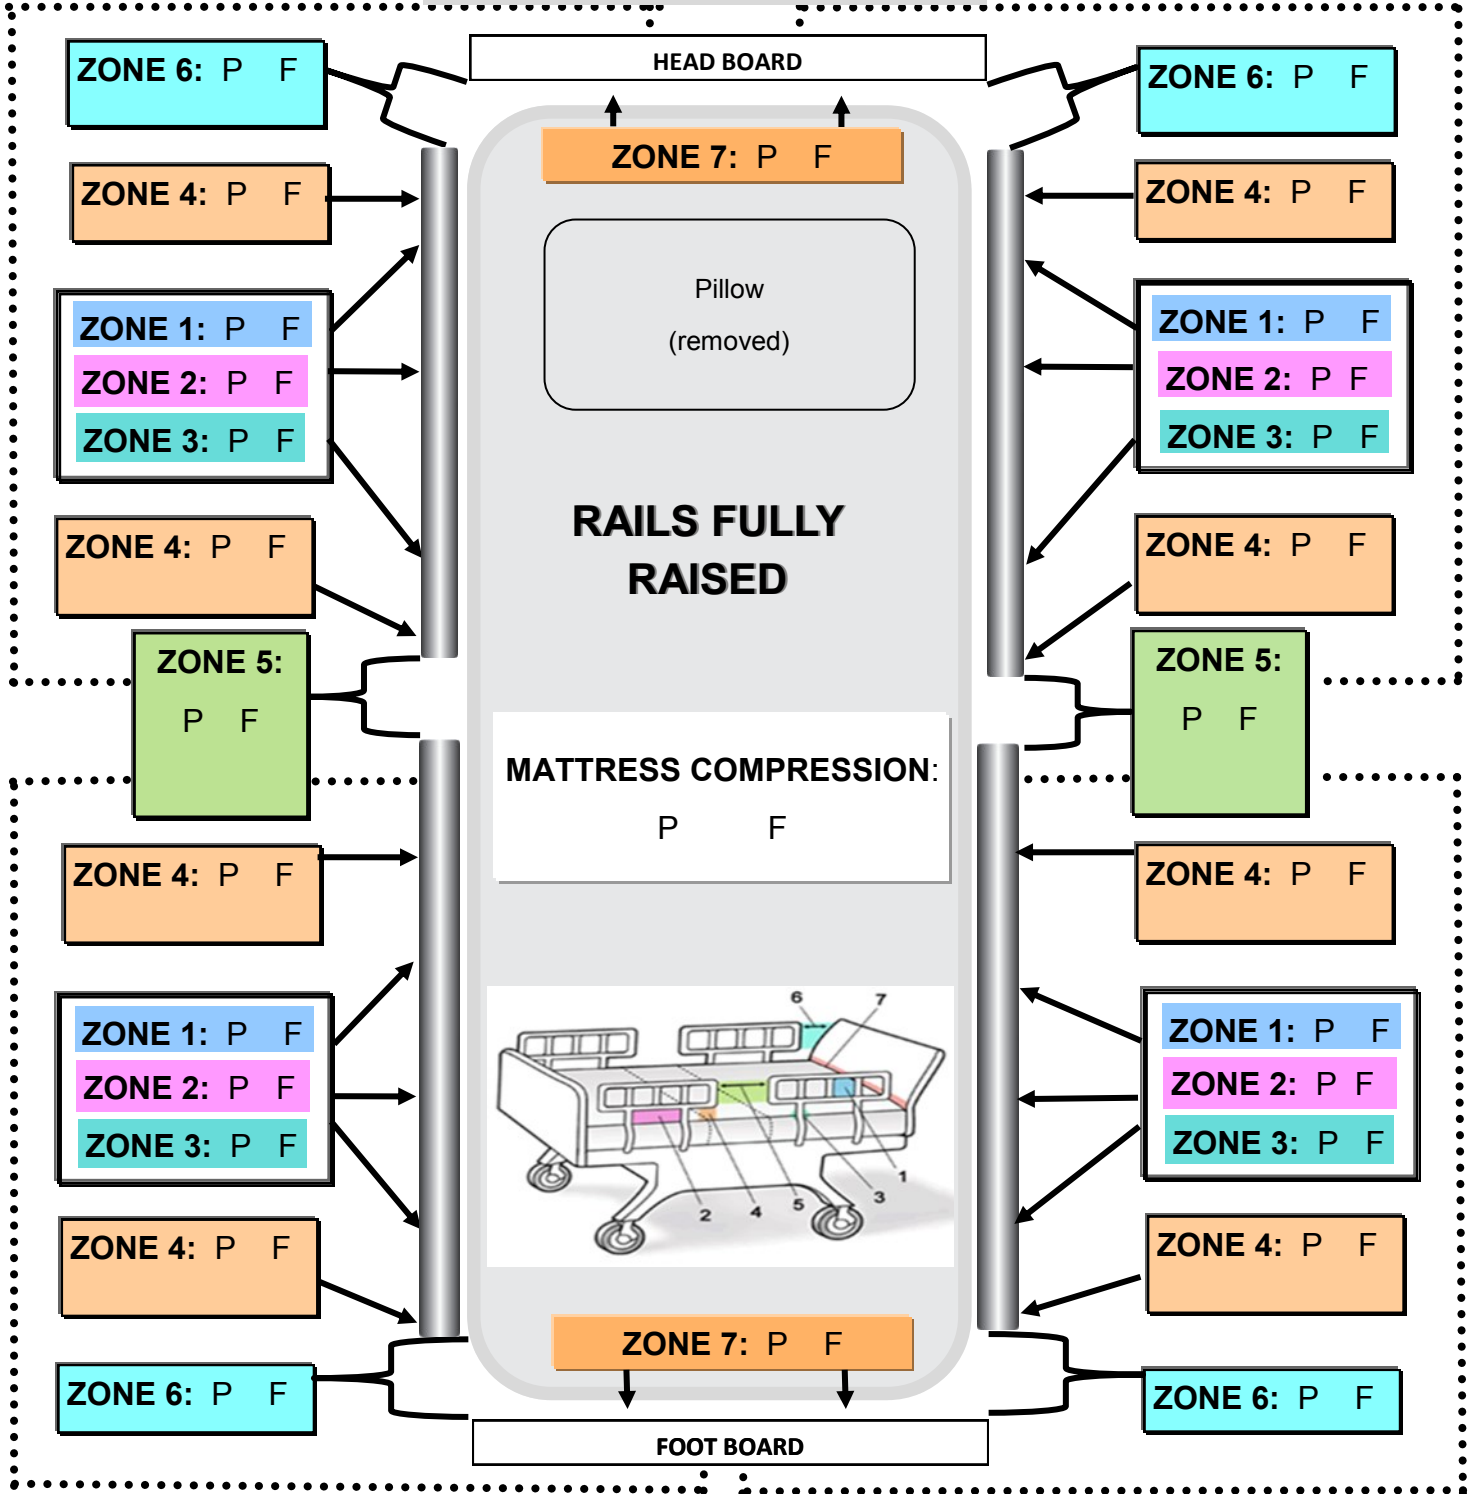 HEAD BOARD
ZONE 6: P F
ZONE 6: P F
ZONE 7: P F
ZONE 4: P F
ZONE 4: P F
Pillow
(removed)
ZONE 1: P F
ZONE 2: P F
ZONE 3: P F
ZONE 1: P F
ZONE 2: P F
ZONE 3: P F
RAILS FULLY
RAISED
ZONE 4: P F
ZONE 4: P F
ZONE 5:
P F
ZONE 5:
P F
MATTRESS COMPRESSION:
P F
ZONE 4: P F
ZONE 4: P F
6
7
1
3
5
4
2
ZONE 1: P F
ZONE 2: P F
ZONE 3: P F
ZONE 1: P F
ZONE 2: P F
ZONE 3: P F
ZONE 4: P F
ZONE 4: P F
ZONE 7: P F
ZONE 6: P F
ZONE 6: P F
FOOT BOARD